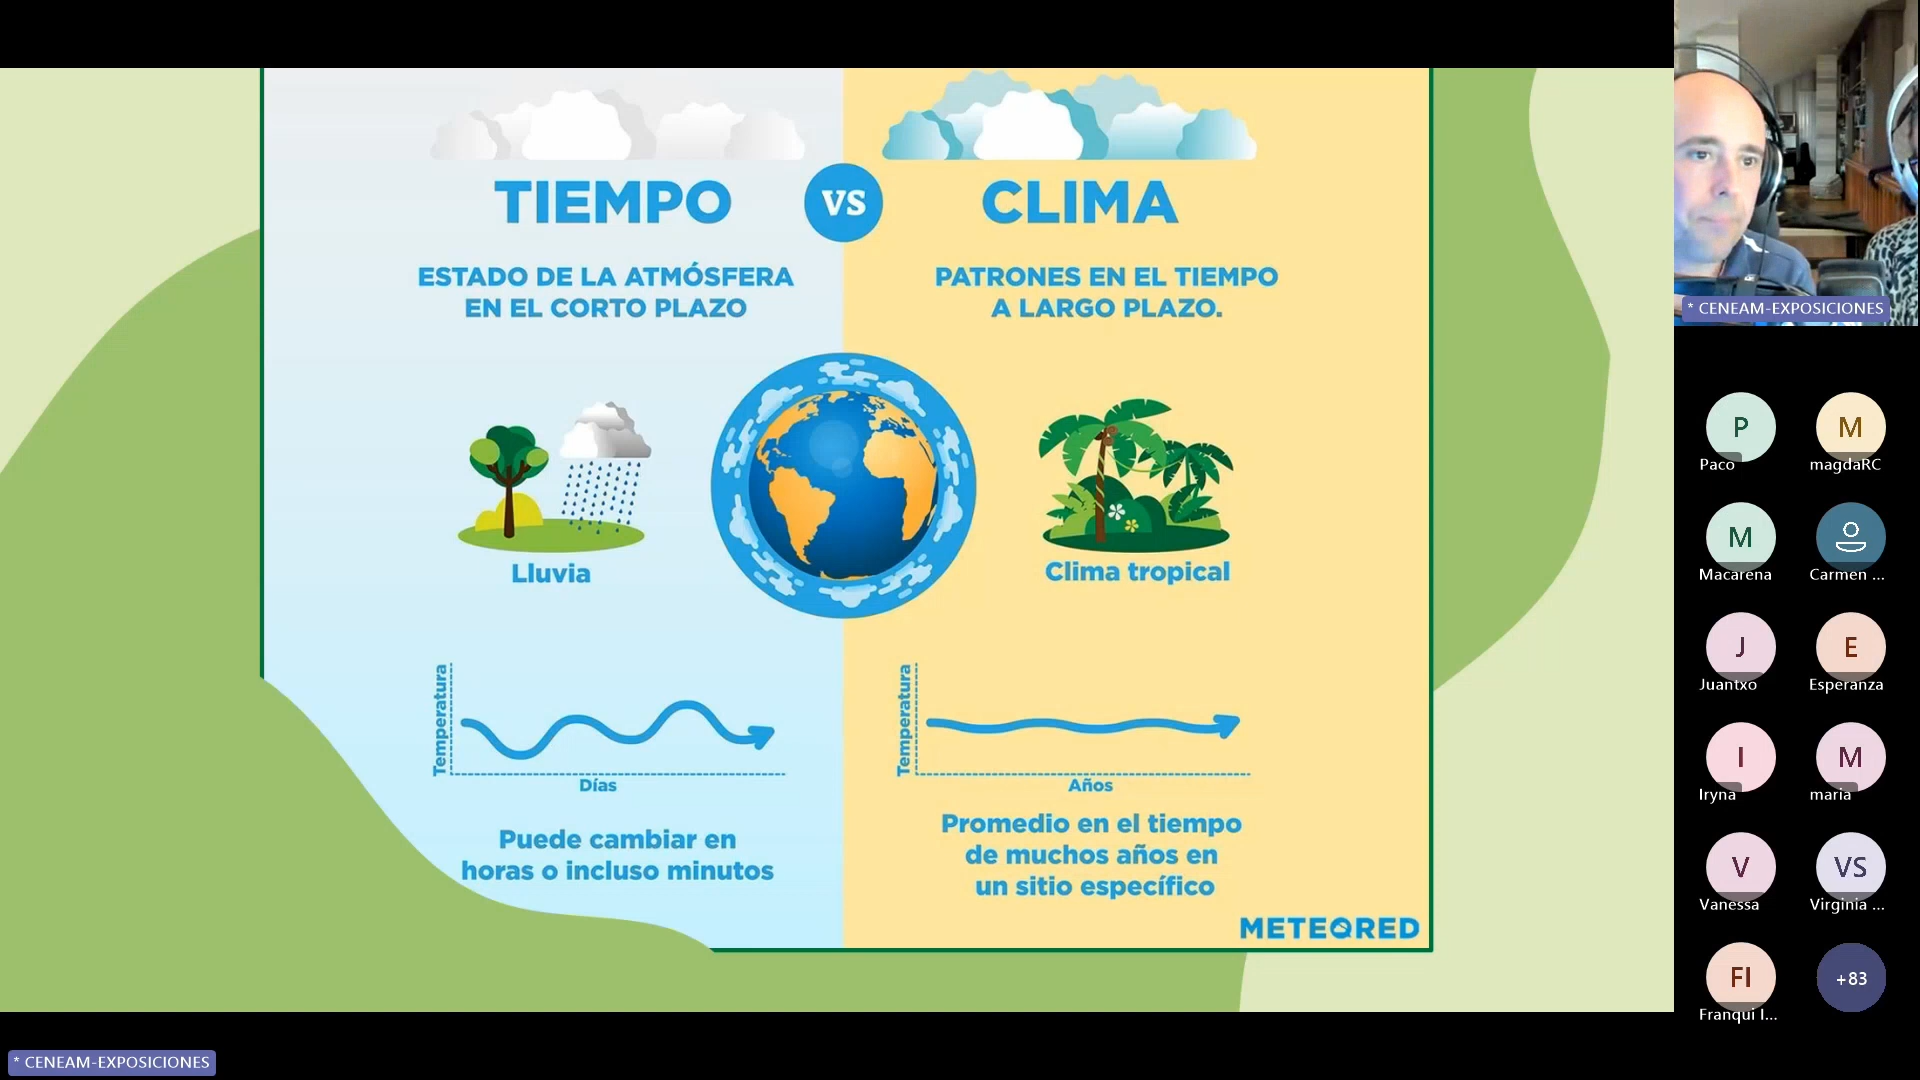 TIEMPO
VS
CLIMA
ESTADO DE LA ATMÓSFERA
EN EL CORTO PLAZO
PATRONES EN EL TIEMPO
A LARGO PLAZO.
Lluvia
Clima tropical
Temperatura
Días
Temperatura
Años
Puede cambiar en
horas o incluso minutos
Promedio en el tiempo
de muchos años en
un sitio específico
METEORED
* CENEAM-EXPOSICIONES
P
Paco
M
magdaRC
M
Macarena
Carmen ...
J
Juantxo
E
Esperanza
I
Iryna
M
maria
V
Vanessa
VS
Virginia ...
FI
Franqui I...
+83
* CENEAM-EXPOSICIONES